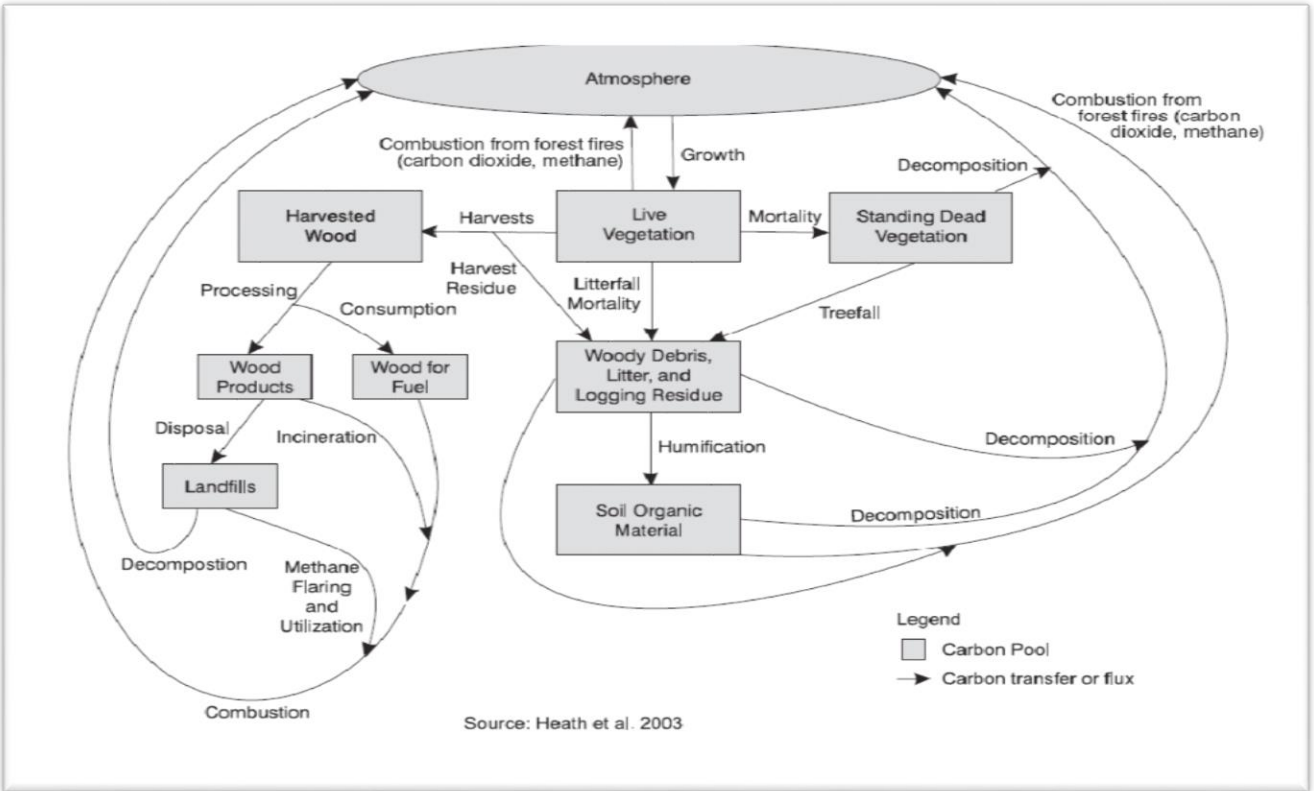 Atmosphere
Combustion from
forest fires (carbon
dioxide, methane)
Combustion from forest fires
(carbon dioxide, methane)
Growth
Decomposition
Harvested
Wood
Harvests
Live
Vegetation
Mortality
Standing Dead
Vegetation
Harvest
Residue
Litterfall
Mortality
Treefall
Processing
Consumption
Wood
Products
Wood for
Fuel
Woody Debris,
Litter, and
Logging Residue
Disposal
Incineration
Humification
Decomposition
Landfills
Soil Organic
Material
Decomposition
Decompostion
Methane
Flaring
and
Utilization
Legend
Carbon Pool
Carbon transfer or flux
Combustion
Source: Heath et al. 2003